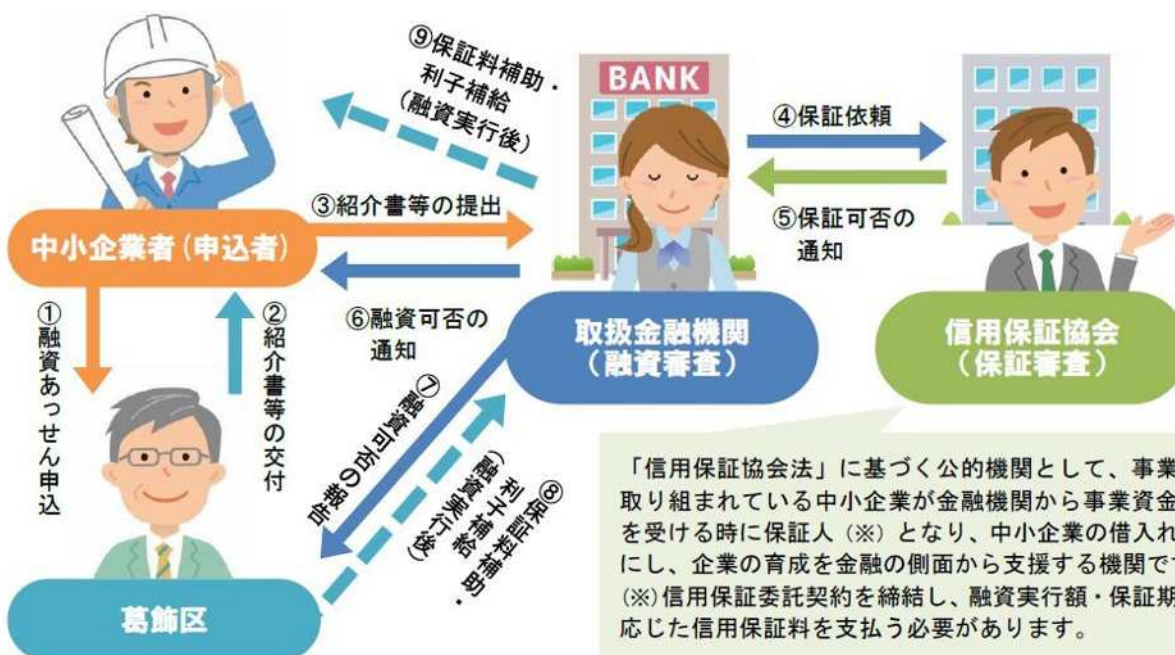 BANK
⑨保証料補助・
利子補給
(融資実行後)
④保証依頼
⑤保証可否の
通知
③紹介書等の提出
中小企業者(申込者)
⑥融資可否の
通知
①融資あっせん申込
②紹介書等の交付
取扱金融機関
(融資審査)
信用保証協会
(保証審査)
⑦融資可否の報告
⑧保証料補助・
利子補給
(融資実行後)
葛飾区
「信用保証協会法」に基づく公的機関として、事業
取り組まれている中小企業が金融機関から事業資金
を受ける時に保証人(※)となり、中小企業の借入れ
にし、企業の育成を金融の側面から支援する機関で
(※)信用保証委託契約を締結し、融資実行額・保証期
応じた信用保証料を支払う必要があります。